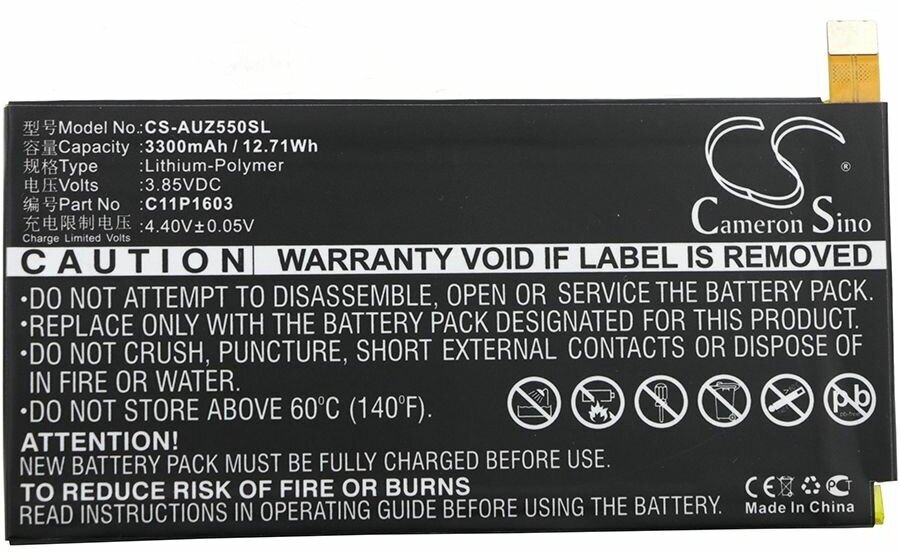 型号Model No.:CS-AUZ550SL
容量Capacity :3300mAh / 12.71Wh
规格Type :Lithium-Polymer
电压Volts :3.85VDC
编号Part No :C11P1603
充电限制电压:4.40V±0.05V
Charge Limited Volts
®
Cameron Sino
CAUTION WARRANTY VOID IF LABEL IS REMOVED
•DO NOT ATTEMPT TO DISASSEMBLE, OPEN OR SERVICE THE BATTERY PACK.
•REPLACE ONLY WITH THE BATTERY PACK DESIGNATED FOR THIS PRODUCT.
•DO NOT CRUSH, PUNCTURE, SHORT EXTERNAL CONTACTS OR DISPOSE OF
IN FIRE OR WATER.
•DO NOT STORE ABOVE 60°C (140°F).
pb
pb-free
ATTENTION!
NEW BATTERY PACK MUST BE FULLY CHARGED BEFORE USE.
TO REDUCE RISK OF FIRE OR BURNS
READ INSTRUCTIONS IN OPERATING GUIDE BEFORE USING BATTERY PACK.
CE
Made In China